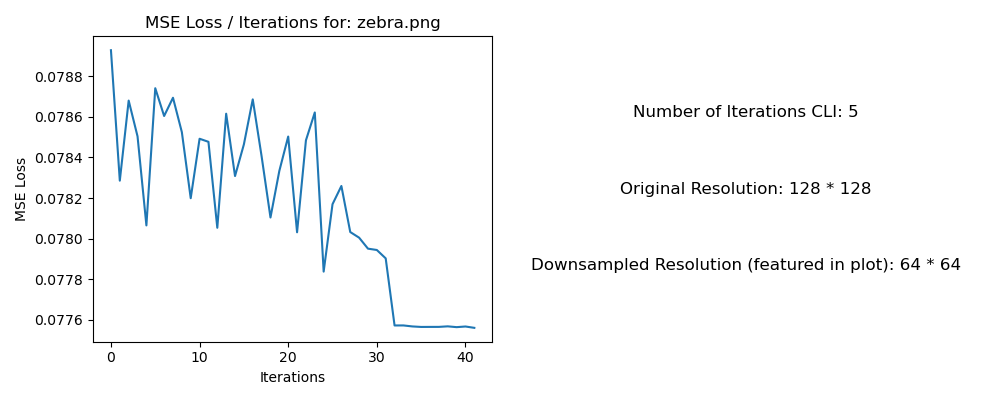 MSE Loss / Iterations for: zebra.png
0.0788
0.0786
0.0784
0.0782
0.0780
0.0778
0.0776
MSE Loss
0 10 20 30 40
Iterations
Number of Iterations CLI: 5
Original Resolution: 128 * 128
Downsampled Resolution (featured in plot): 64 * 64